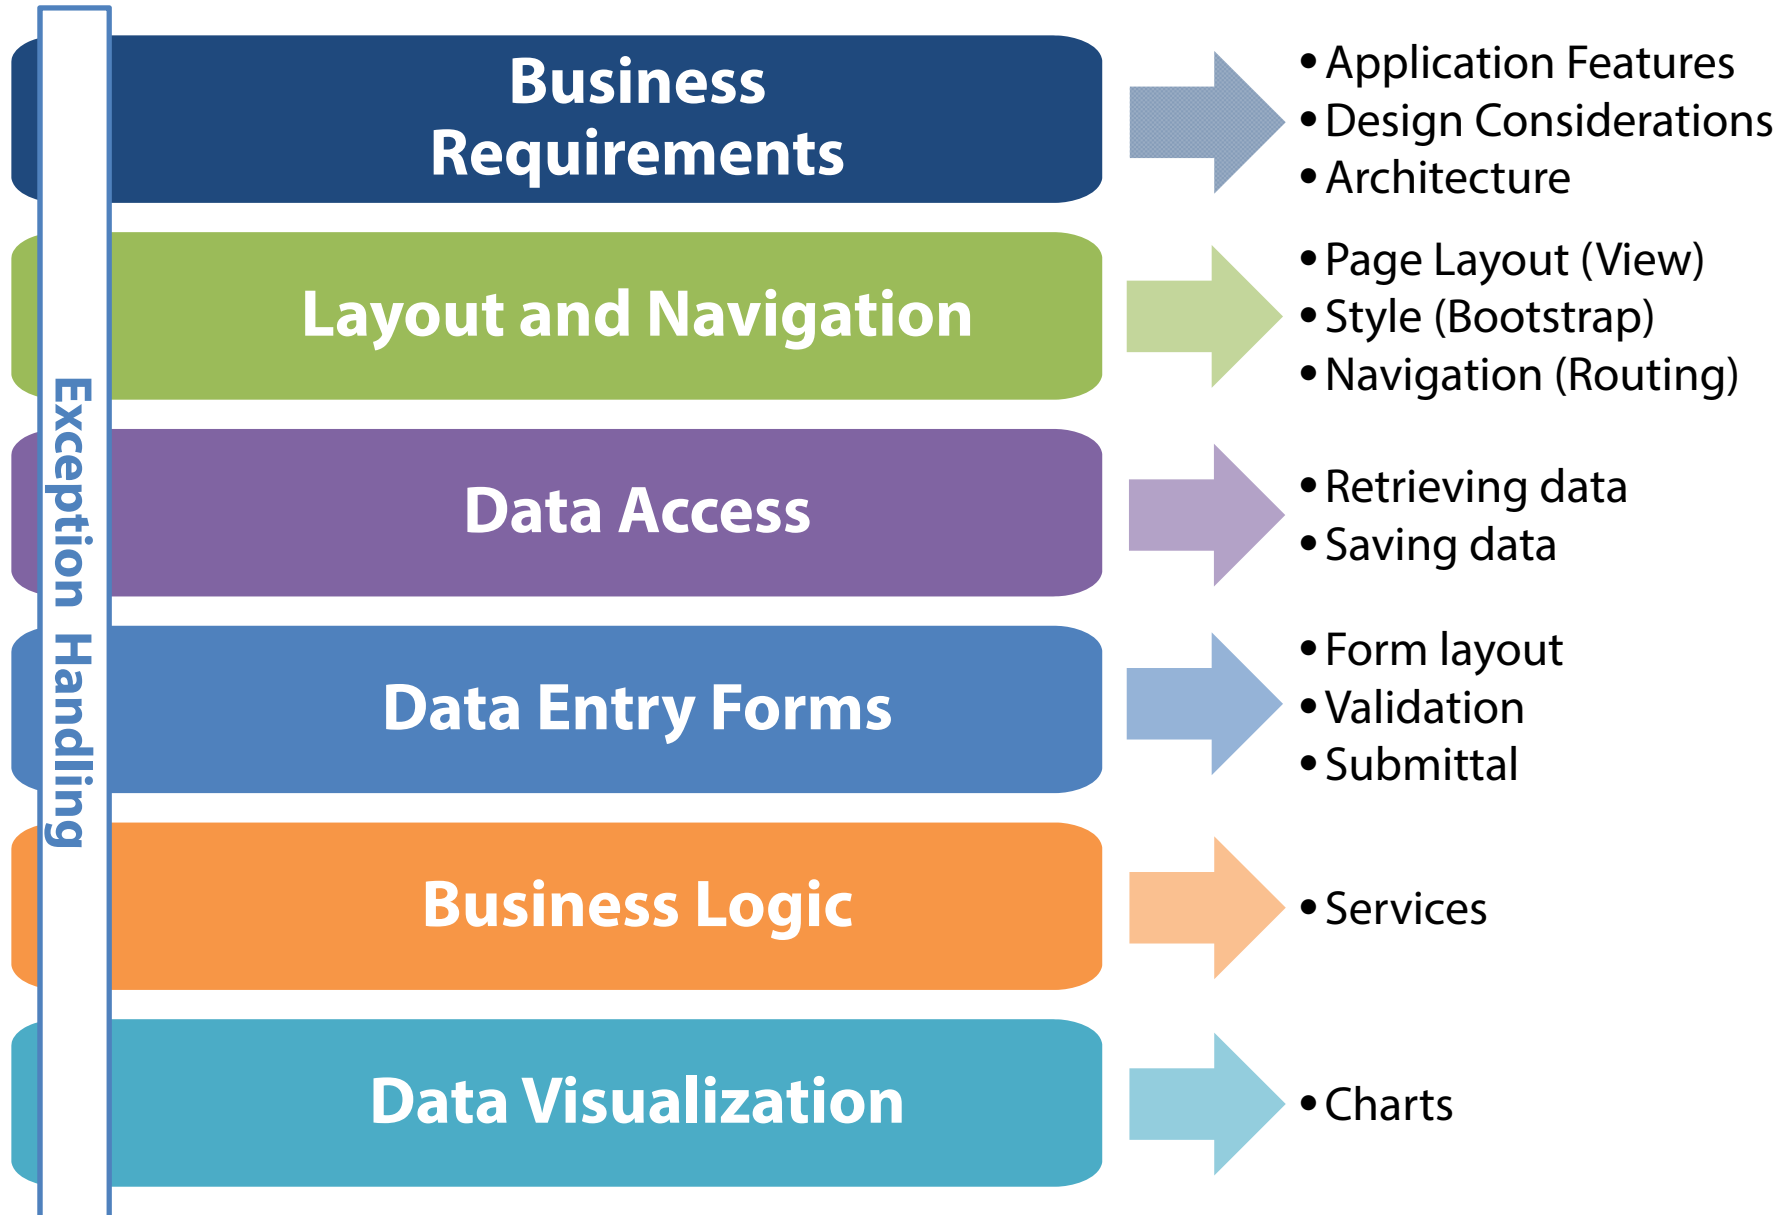 Exception Handling
Business
Requirements
• Application Features
• Design Considerations
• Architecture
Layout and Navigation
• Page Layout (View)
• Style (Bootstrap)
• Navigation (Routing)
Data Access
• Retrieving data
• Saving data
Data Entry Forms
• Form layout
• Validation
• Submittal
Business Logic
• Services
Data Visualization
• Charts